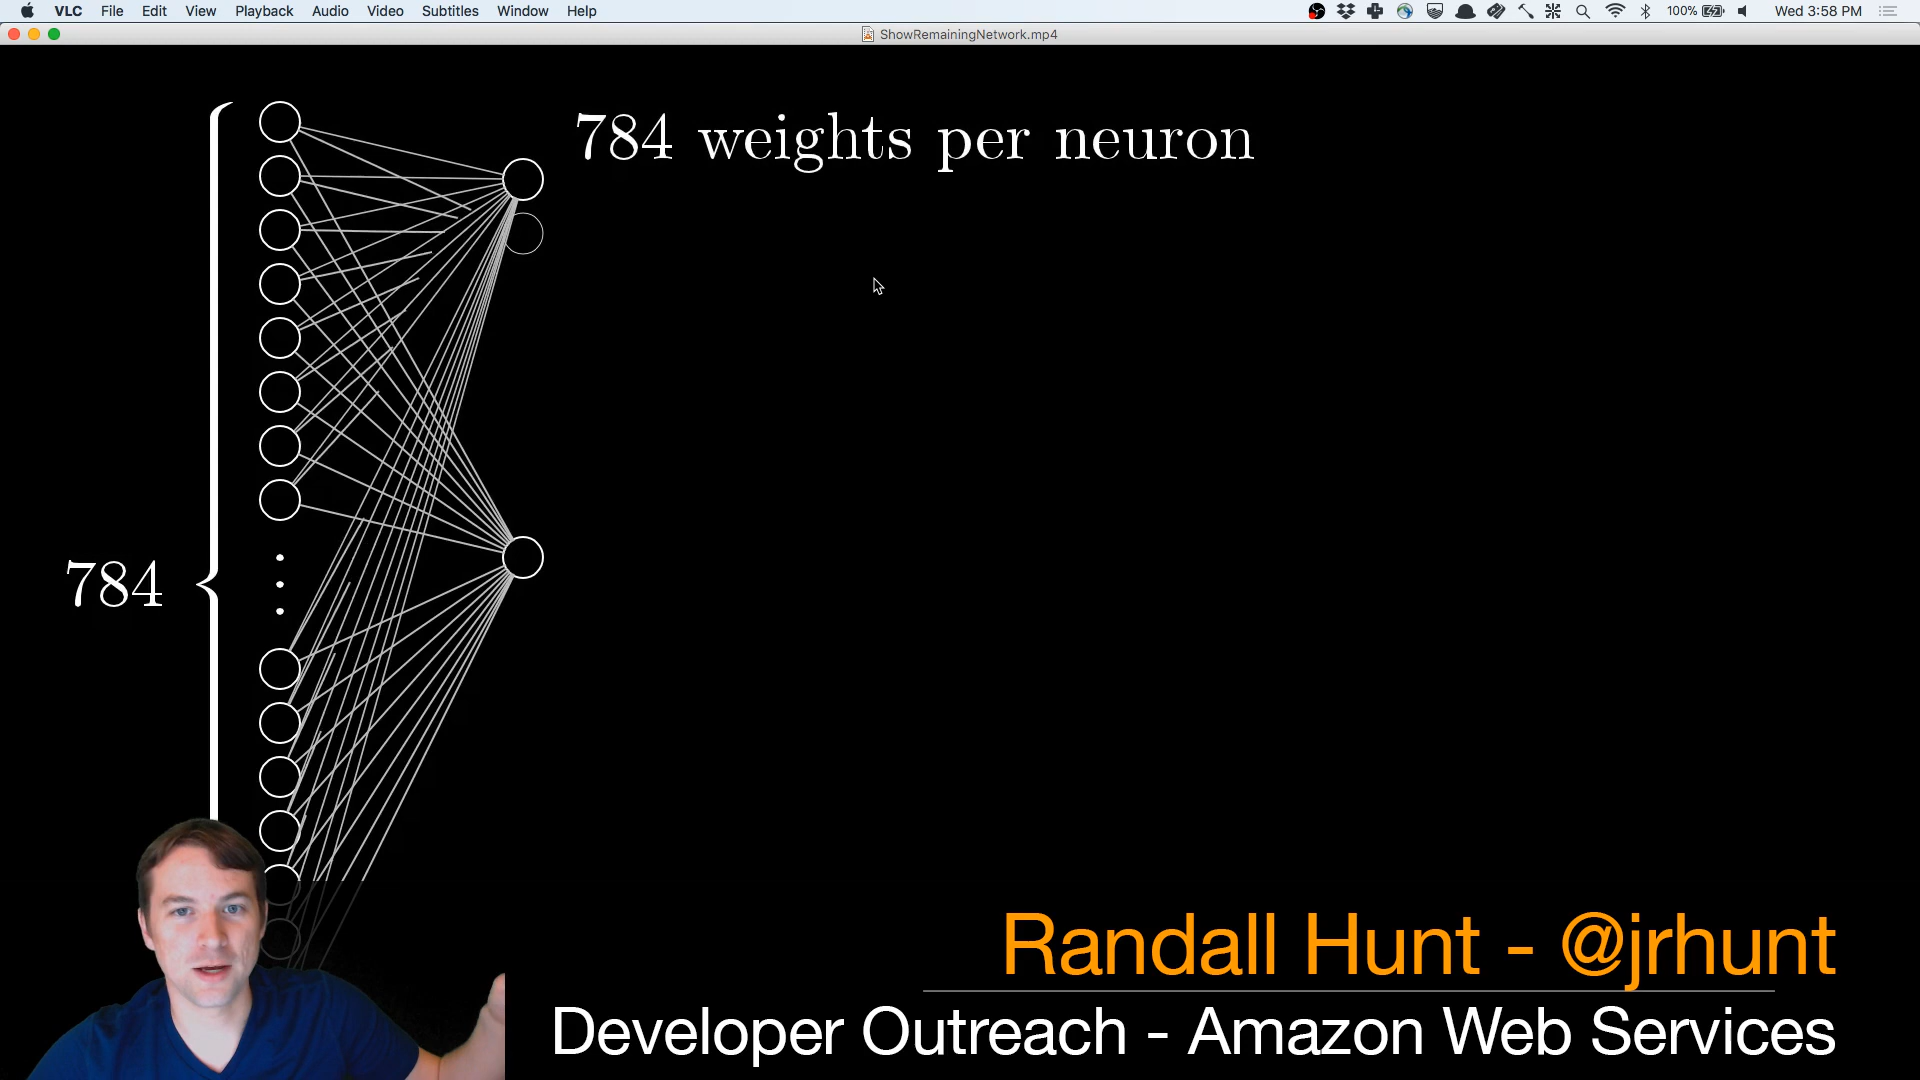 VLC File Edit View Playback Audio Video Subtitles Window Help 100% Wed 3:58 PM
ShowRemainingNetwork.mp4
784 weights per neuron
784
Randall Hunt - @jrhunt
Developer Outreach - Amazon Web Services